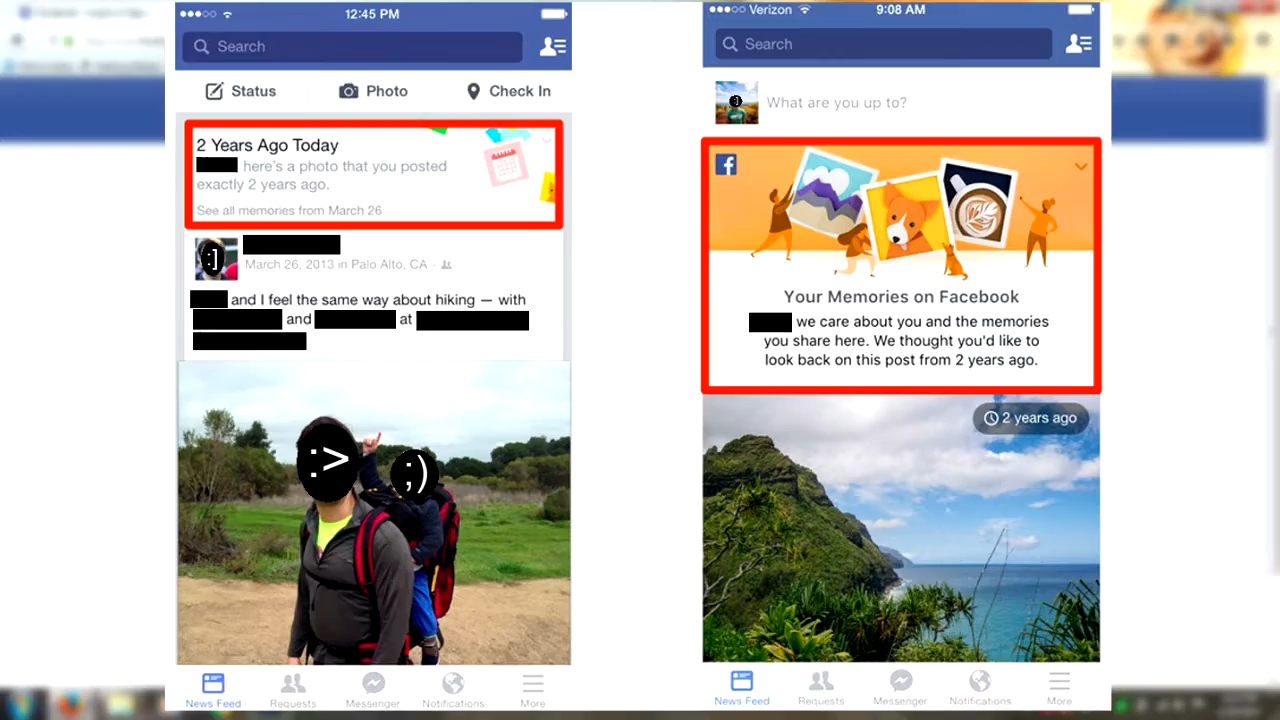 12:45 PM
Search
Status Photo Check In
2 Years Ago Today
here's a photo that you posted
exactly 2 years ago.
See all memories from March 26
:]
March 26, 2013 in Palo Alto, CA ·
and I feel the same way about hiking — with
and at
:> ;)
News Feed Requests Messenger Notifications More
Verizon 9:08 AM
Search
:)
What are you up to?
f
Your Memories on Facebook
we care about you and the memories
you share here. We thought you'd like to
look back on this post from 2 years ago.
2 years ago
News Feed Requests Messenger Notifications More